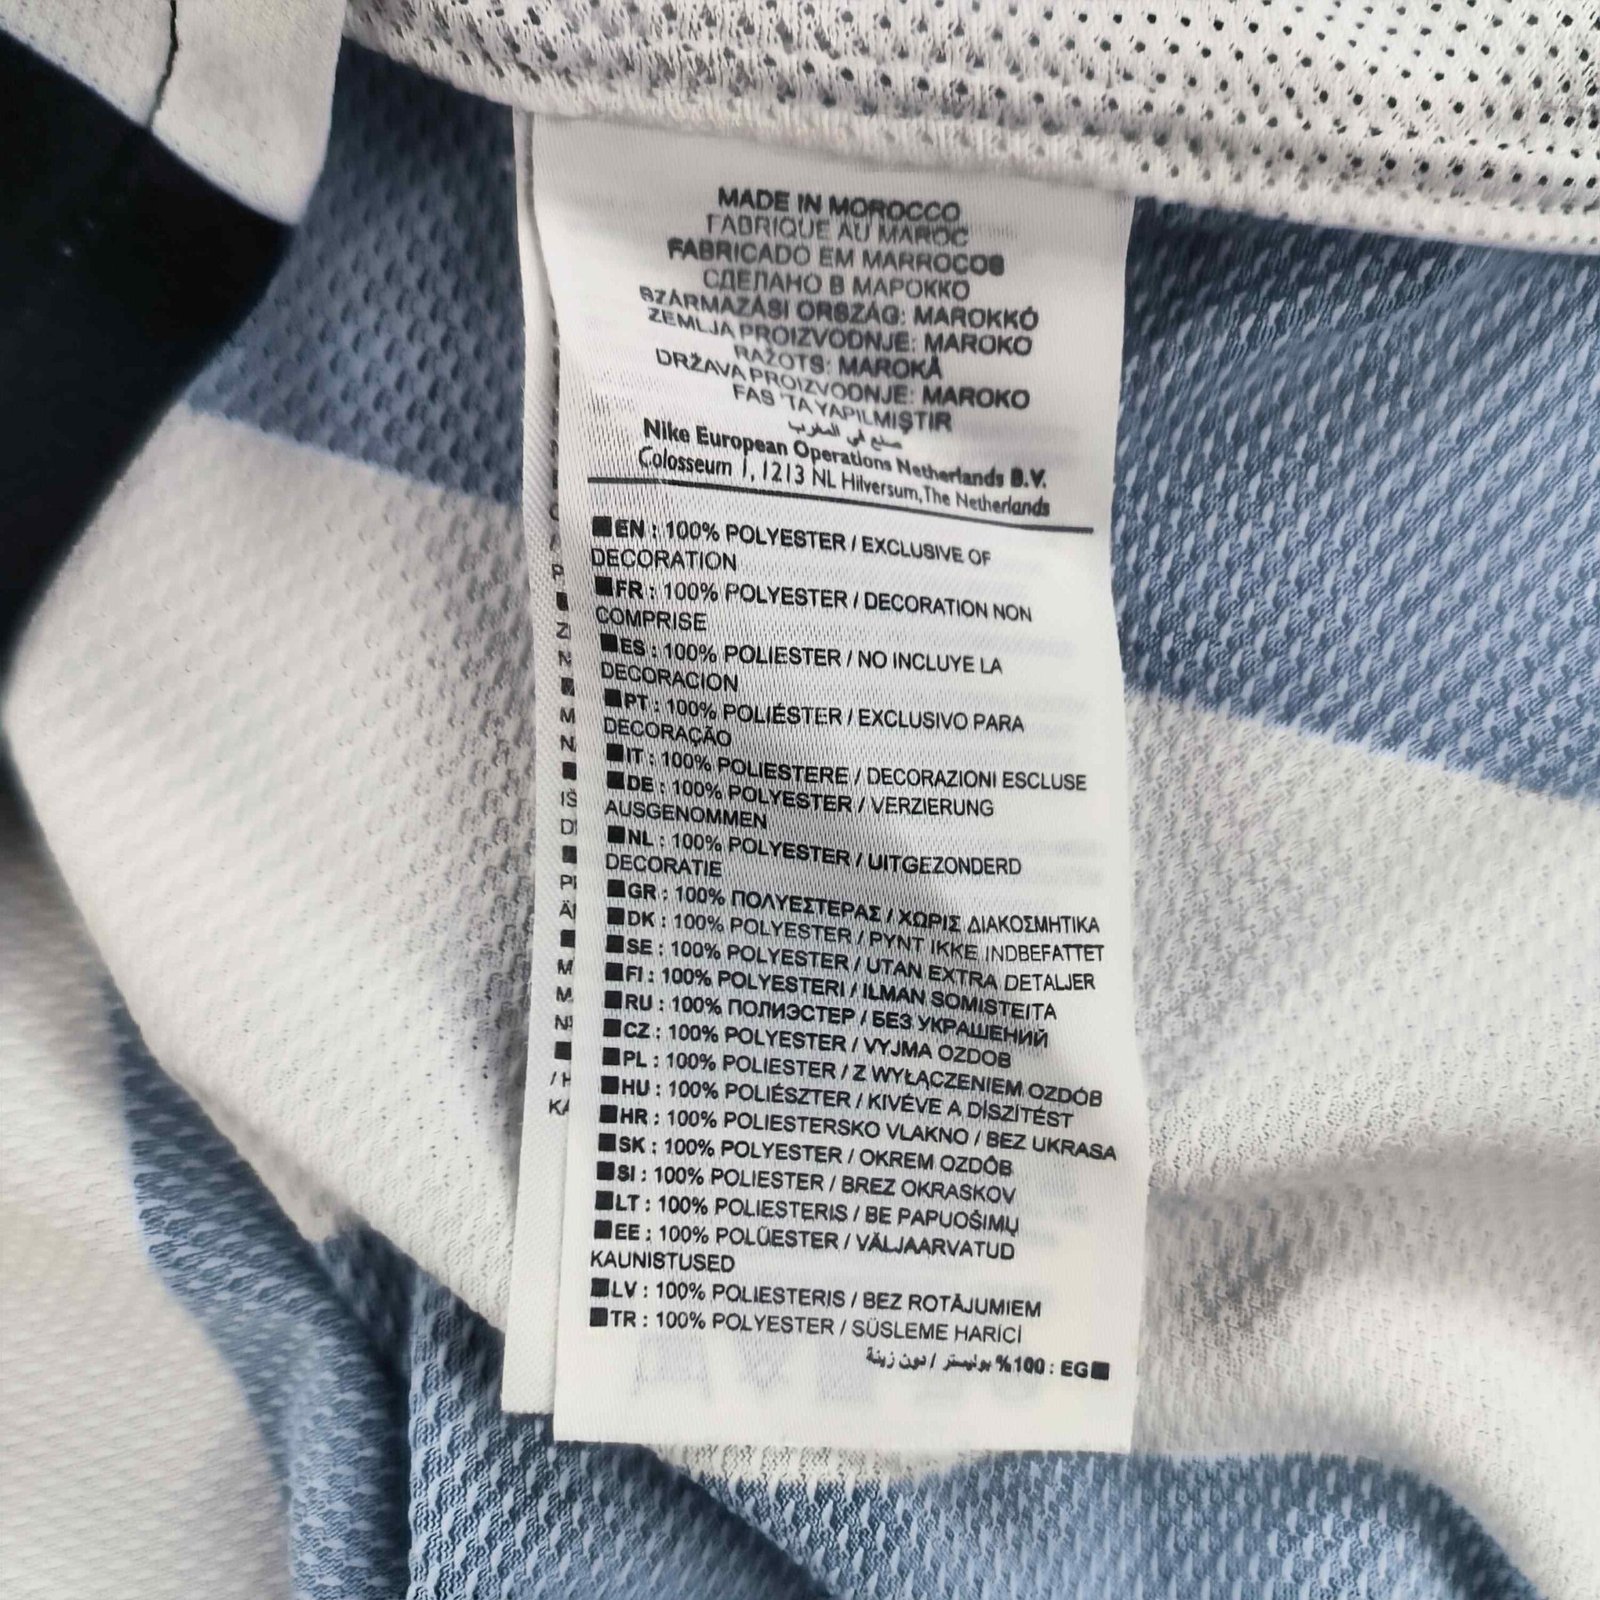 MADE IN MOROCCO
FABRIQUE AU MAROC
FABRICADO EM MARROCOS
СДЕЛАНО В МАРОККО
SZÁRMAZÁSI ORSZÁG: MAROKKÓ
ZEMLJA PROIZVODNJE: MAROKO
RAŽOTS: MAROKĀ
DRŽAVA PROIZVODNJE: MAROKO
FAS 'TA YAPILMIŞTIR
صنع في المغرب
Nike European Operations Netherlands B.V.
Colosseum 1, 1213 NL Hilversum, The Netherlands
■EN : 100% POLYESTER / EXCLUSIVE OF
DECORATION
■FR : 100% POLYESTER / DECORATION NON
COMPRISE
■ES : 100% POLIESTER / NO INCLUYE LA
DECORACION
■PT : 100% POLIÉSTER / EXCLUSIVO PARA
DECORAÇÃO
■IT : 100% POLIESTERE / DECORAZIONI ESCLUSE
■DE : 100% POLYESTER / VERZIERUNG
AUSGENOMMEN
■NL : 100% POLYESTER / UITGEZONDERD
DECORATIE
■GR : 100% ΠΟΛΥΕΣΤΕΡΑΣ / ΧΩΡΙΣ ΔΙΑΚΟΣΜΗΤΙΚΑ
■DK : 100% POLYESTER / PYNT IKKE INDBEFATTET
■SE : 100% POLYESTER / UTAN EXTRA DETALJER
■FI : 100% POLYESTERI / ILMAN SOMISTEITA
■RU : 100% ПОЛИЭСТЕР / БЕЗ УКРАШЕНИЙ
■CZ : 100% POLYESTER / VYJMA OZDOB
■PL : 100% POLIESTER / Z WYŁĄCZENIEM OZDÓB
■HU : 100% POLIÉSZTER / KIVÉVE A DÍSZÍTÉST
■HR : 100% POLIESTERSKO VLAKNO / BEZ UKRASA
■SK : 100% POLYESTER / OKREM OZDÔB
■SI : 100% POLIESTER / BREZ OKRASKOV
■LT : 100% POLIESTERIS / BE PAPUOŠIMŲ
■EE : 100% POLÜESTER / VÄLJAARVATUD
KAUNISTUSED
■LV : 100% POLIESTERIS / BEZ ROTĀJUMIEM
■TR : 100% POLYESTER / SÜSLEME HARİCİ
■EG : 100% بوليستر / دون زينة